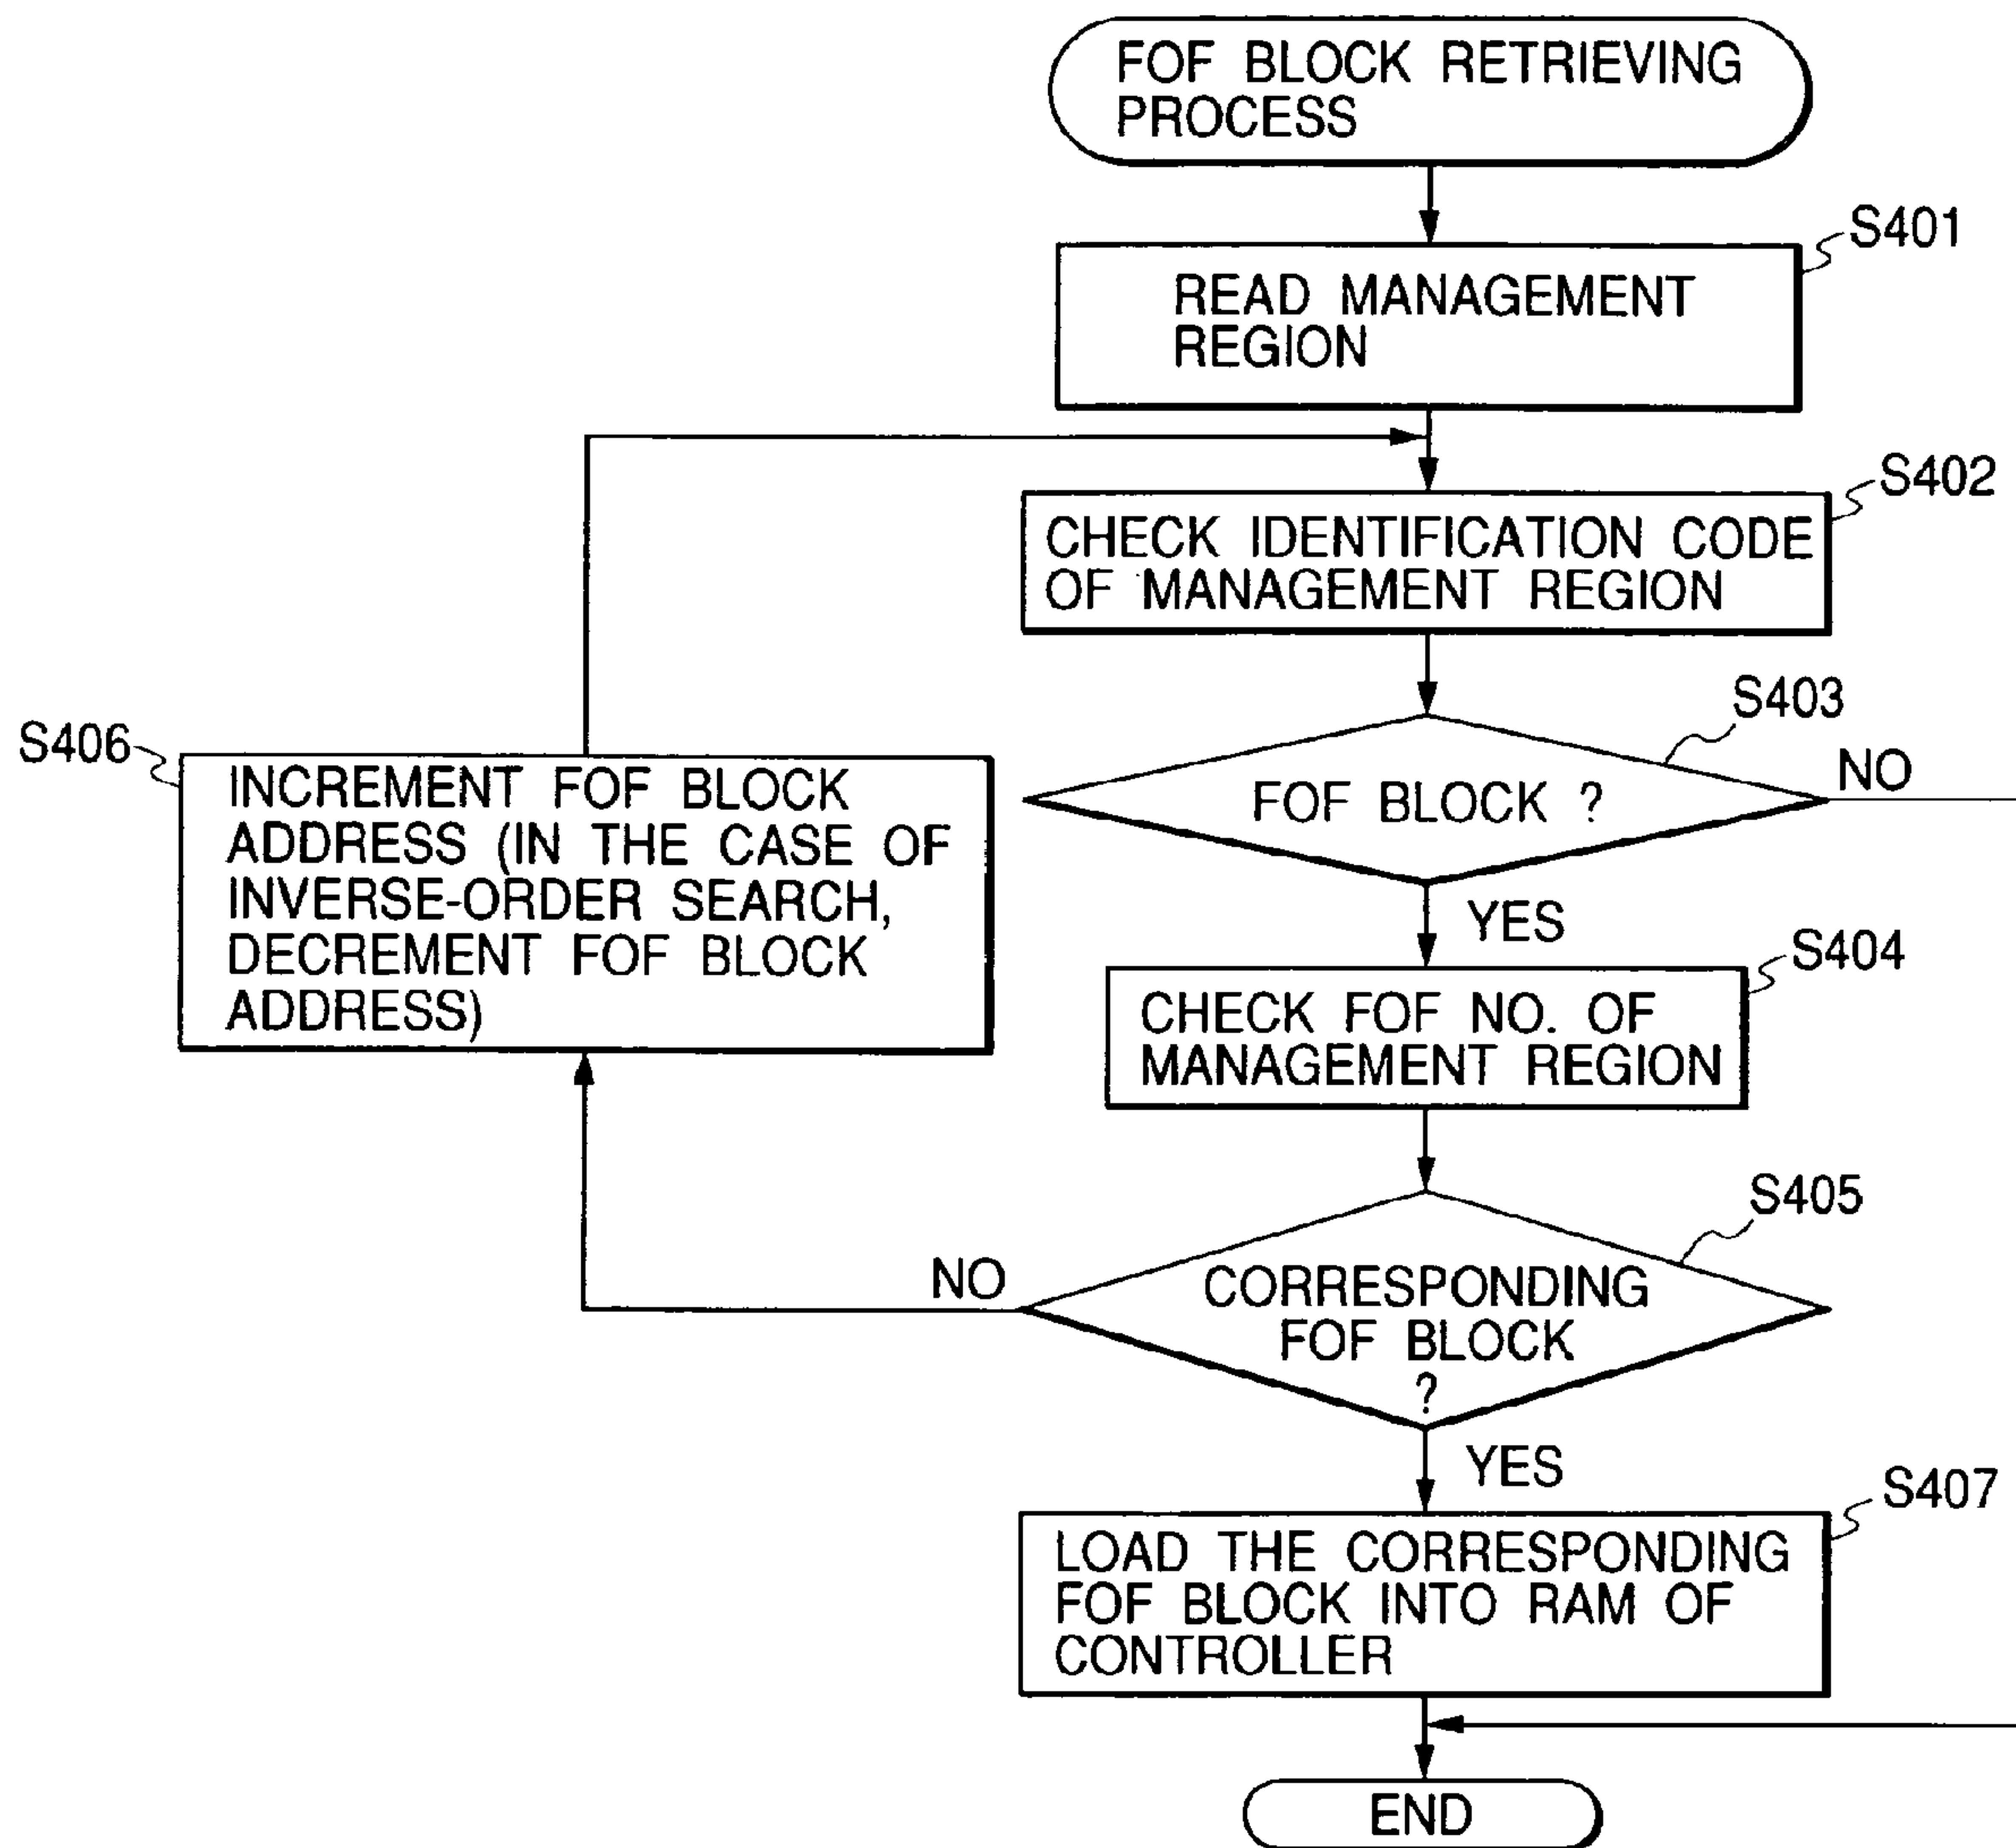 FOF BLOCK RETRIEVING
PROCESS
S401
READ MANAGEMENT
REGION
S402
CHECK IDENTIFICATION CODE
OF MANAGEMENT REGION
S403
FOF BLOCK ?
NO
YES
S406
INCREMENT FOF BLOCK
ADDRESS (IN THE CASE OF
INVERSE-ORDER SEARCH,
DECREMENT FOF BLOCK
ADDRESS)
S404
CHECK FOF NO. OF
MANAGEMENT REGION
S405
CORRESPONDING
FOF BLOCK
?
NO
YES
S407
LOAD THE CORRESPONDING
FOF BLOCK INTO RAM OF
CONTROLLER
END